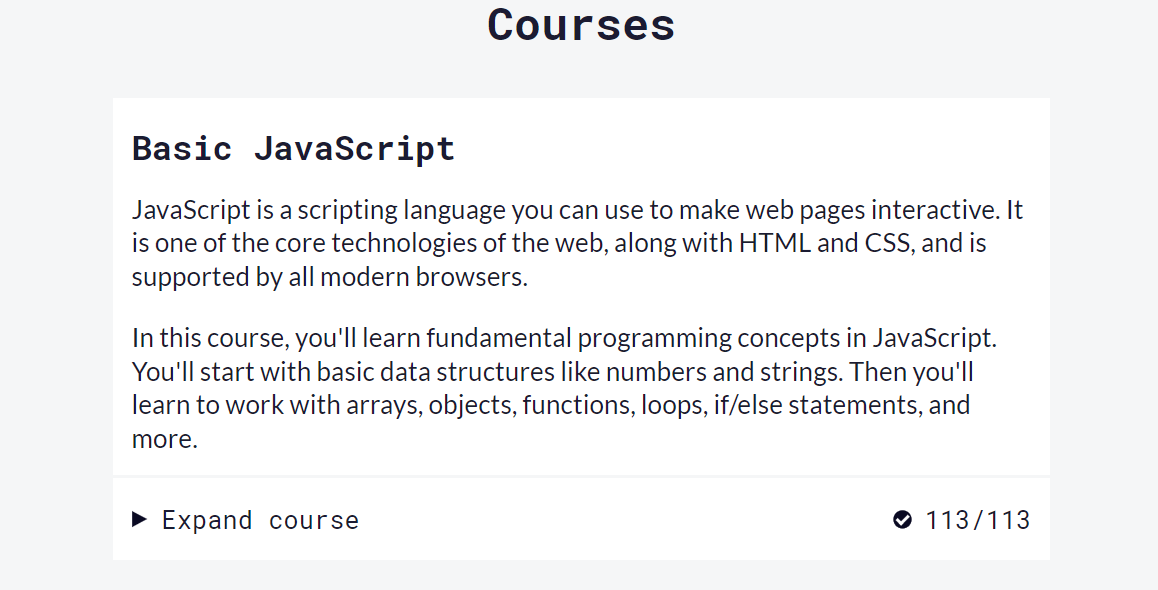 Courses
Basic JavaScript
JavaScript is a scripting language you can use to make web pages interactive. It
is one of the core technologies of the web, along with HTML and CSS, and is
supported by all modern browsers.
In this course, you'll learn fundamental programming concepts in JavaScript.
You'll start with basic data structures like numbers and strings. Then you'll
learn to work with arrays, objects, functions, loops, if/else statements, and
more.
Expand course 113/113